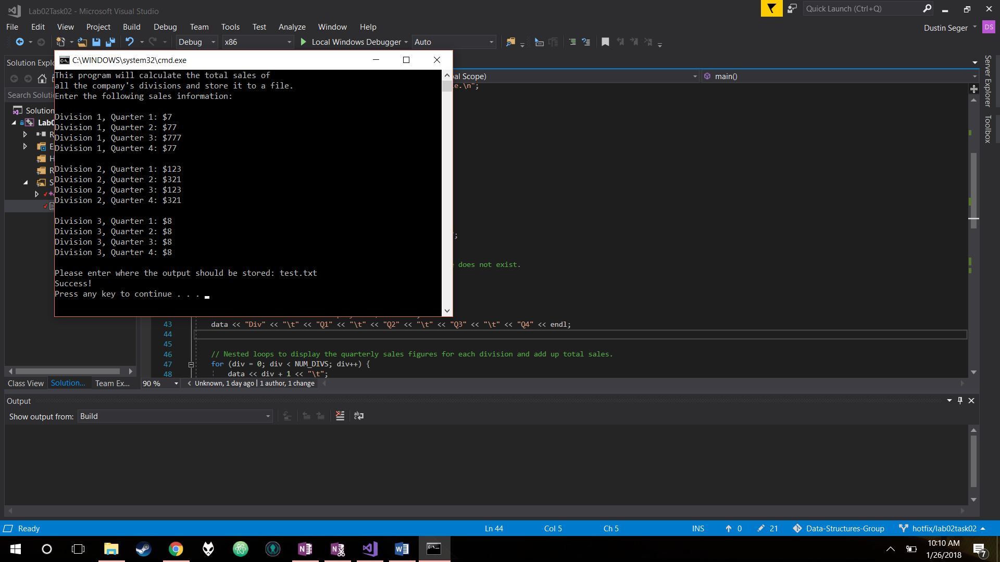 Lab02Task02 - Microsoft Visual Studio
Quick Launch (Ctrl+Q)
File Edit View Project Build Debug Team Tools Test Analyze Window Help
Dustin Seger
DS
Debug x86 Local Windows Debugger Auto
Solution Explo
Search Soluti
Solution
Lab0
C:\WINDOWS\system32\cmd.exe
This program will calculate the total sales of
all the company's divisions and store it to a file.
Enter the following sales information:
Division 1, Quarter 1: $7
Division 1, Quarter 2: $77
Division 1, Quarter 3: $777
Division 1, Quarter 4: $77
Division 2, Quarter 1: $123
Division 2, Quarter 2: $321
Division 2, Quarter 3: $123
Division 2, Quarter 4: $321
Division 3, Quarter 1: $8
Division 3, Quarter 2: $8
Division 3, Quarter 3: $8
Division 3, Quarter 4: $8
Please enter where the output should be stored: test.txt
Success!
Press any key to continue . . .
al Scope) main()
e.\n";
";
e does not exist.
43 data << "Div" << "\t" << "Q1" << "\t" << "Q2" << "\t" << "Q3" << "\t" << "Q4" << endl;
44
45
46 // Nested loops to display the quarterly sales figures for each division and add up total sales.
47 for (div = 0; div < NUM_DIVS; div++) {
48 data << div + 1 << "\t";
Server Explorer
Toolbox
Class View Solution... Team Ex...
90 % Unknown, 1 day ago | 1 author, 1 change
Output
Show output from: Build
Ready Ln 44 Col 5 Ch 5 INS 0 21 Data-Structures-Group hotfix/lab02task02
10:10 AM
1/26/2018
7